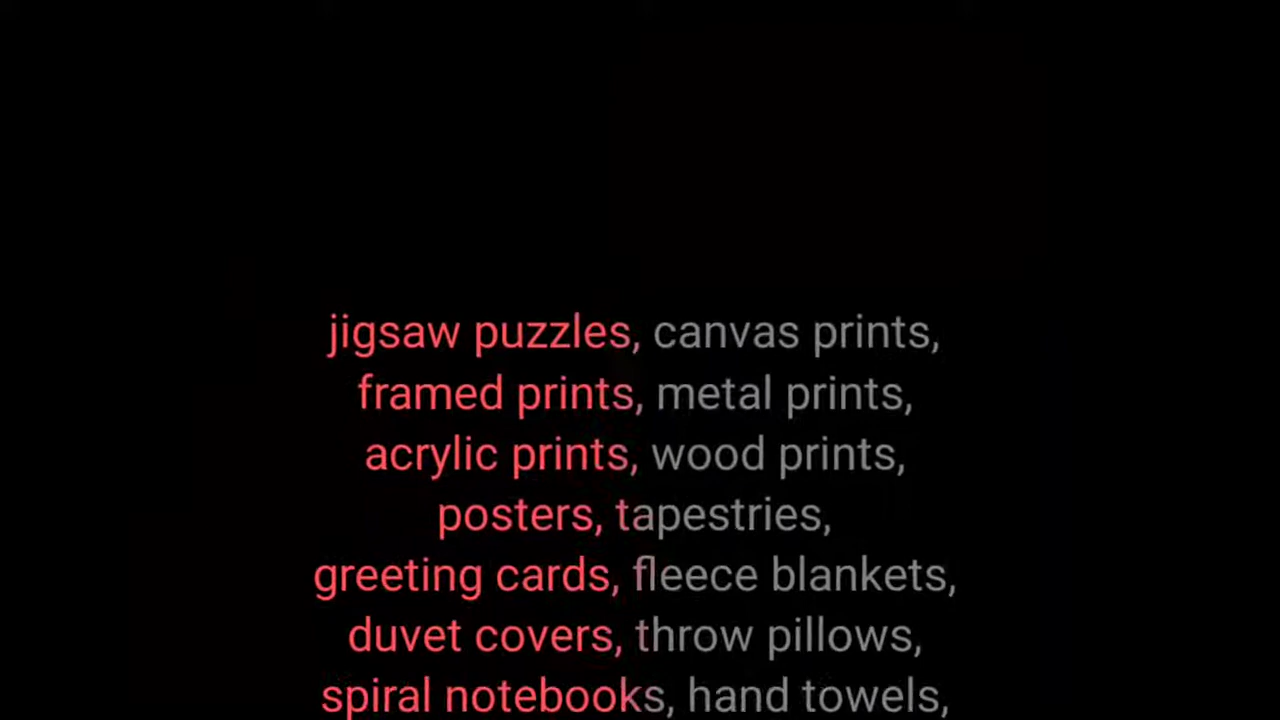 jigsaw puzzles, canvas prints,
framed prints, metal prints,
acrylic prints, wood prints,
posters, tapestries,
greeting cards, fleece blankets,
duvet covers, throw pillows,
spiral notebooks, hand towels,